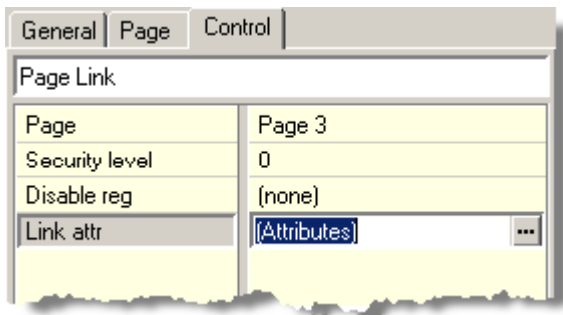 General Page Control
Page Link
Page Page 3
Security level 0
Disable reg (none)
Link attr (Attributes) ...